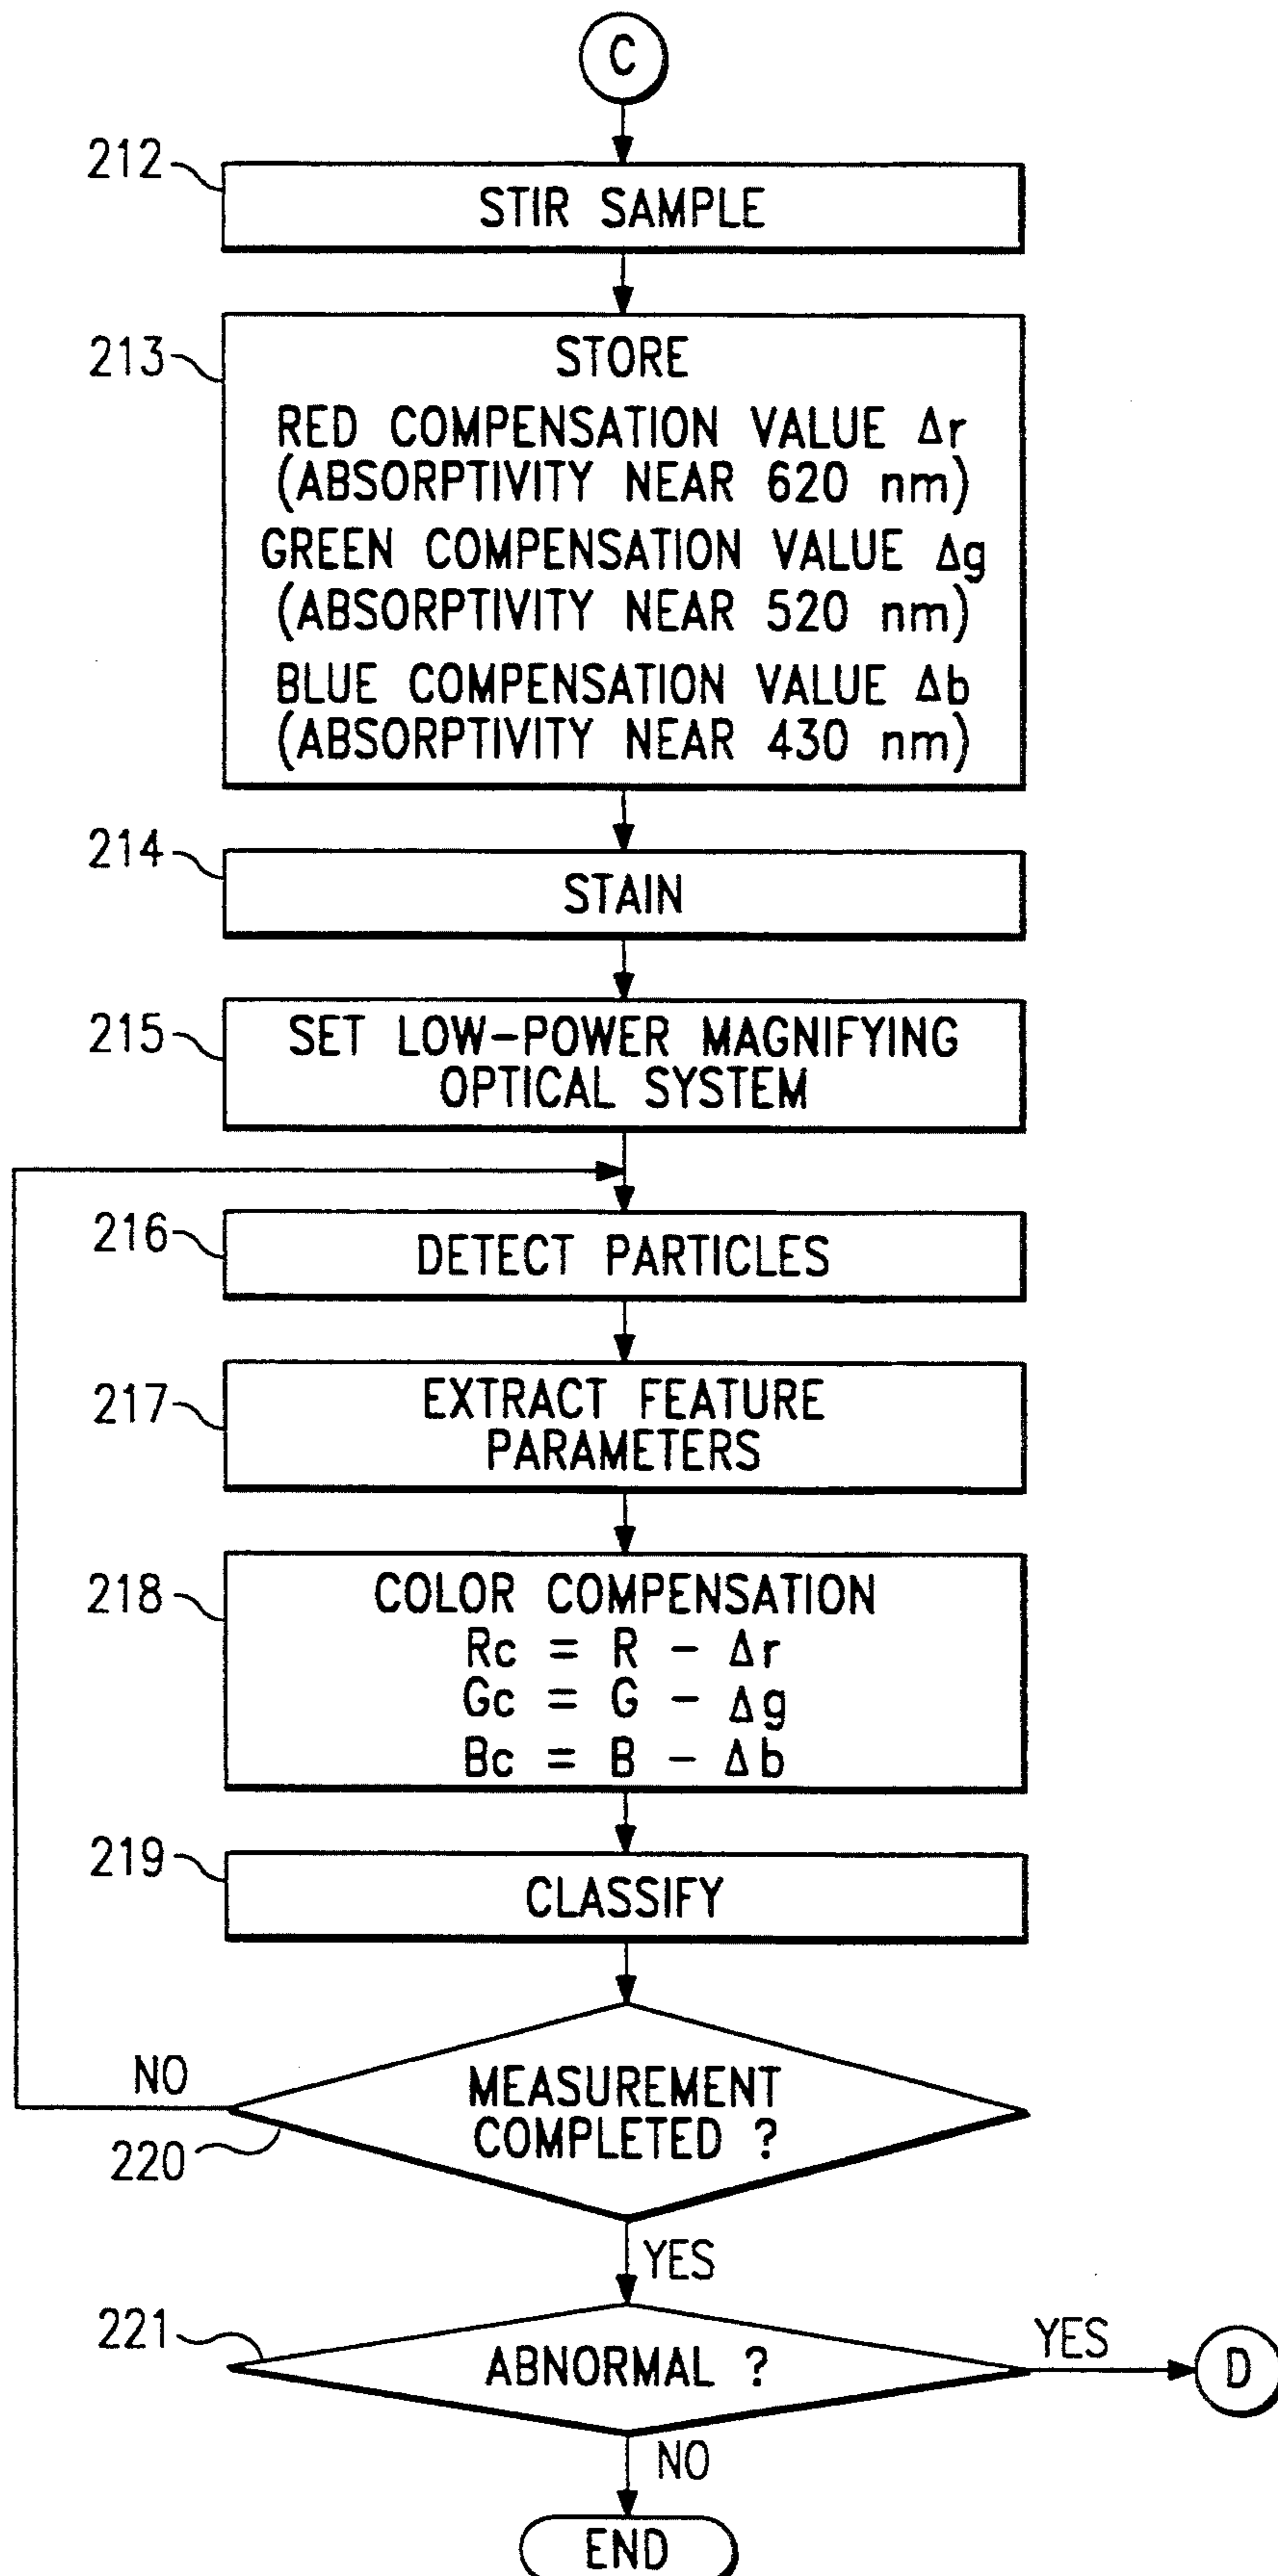 C
212
STIR SAMPLE
213
STORE
RED COMPENSATION VALUE Δr
(ABSORPTIVITY NEAR 620 nm)
GREEN COMPENSATION VALUE Δg
(ABSORPTIVITY NEAR 520 nm)
BLUE COMPENSATION VALUE Δb
(ABSORPTIVITY NEAR 430 nm)
214
STAIN
215
SET LOW-POWER MAGNIFYING
OPTICAL SYSTEM
216
DETECT PARTICLES
217
EXTRACT FEATURE
PARAMETERS
218
COLOR COMPENSATION
Rc = R - Δr
Gc = G - Δg
Bc = B - Δb
219
CLASSIFY
NO
MEASUREMENT
COMPLETED ?
220
YES
221
ABNORMAL ?
YES
D
NO
END